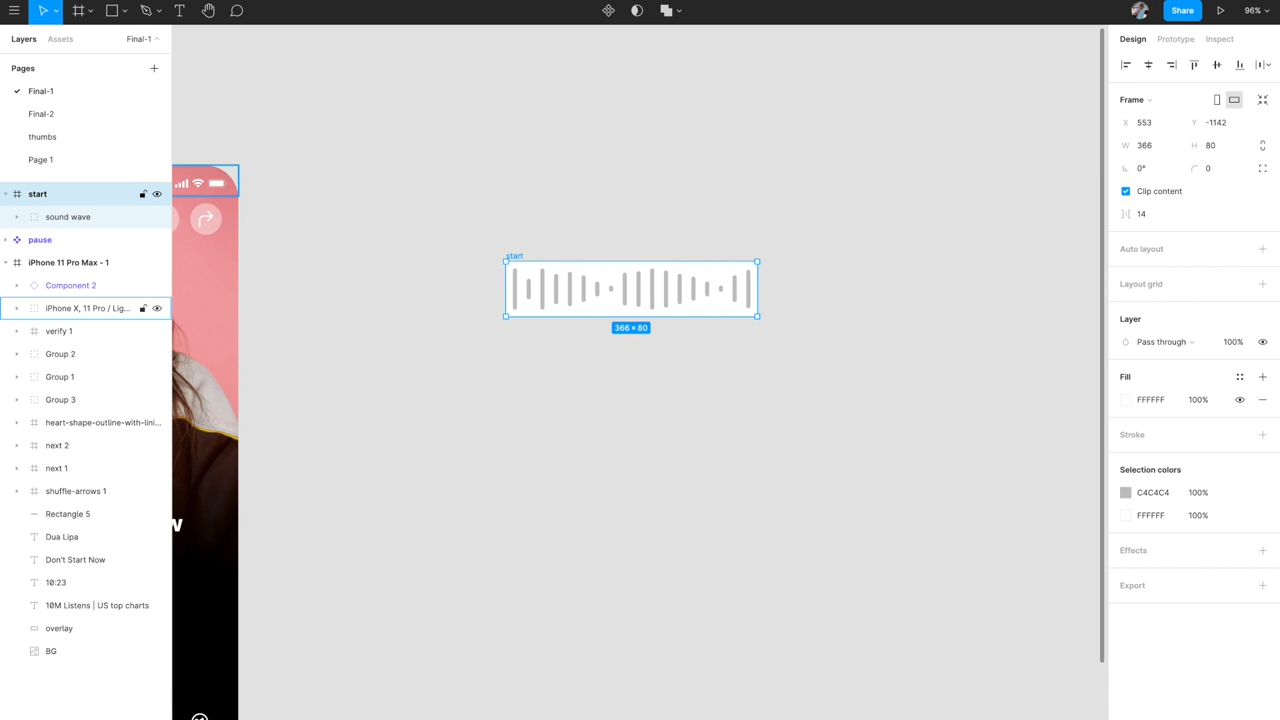 Share
96%
Layers
Assets
Final-1
Design
Prototype
Inspect
Pages
Final-1
Final-2
thumbs
Page 1
start
sound wave
pause
iPhone 11 Pro Max - 1
Component 2
iPhone X, 11 Pro / Lig...
verify 1
Group 2
Group 1
Group 3
heart-shape-outline-with-lini...
next 2
next 1
shuffle-arrows 1
Rectangle 5
Dua Lipa
Don't Start Now
10:23
10M Listens | US top charts
overlay
BG
w
start
366 × 80
Frame
X 553 Y -1142
W 366 H 80
0° 0
Clip content
14
Auto layout
Layout grid
Layer
Pass through 100%
Fill
FFFFFF 100%
Stroke
Selection colors
C4C4C4 100%
FFFFFF 100%
Effects
Export